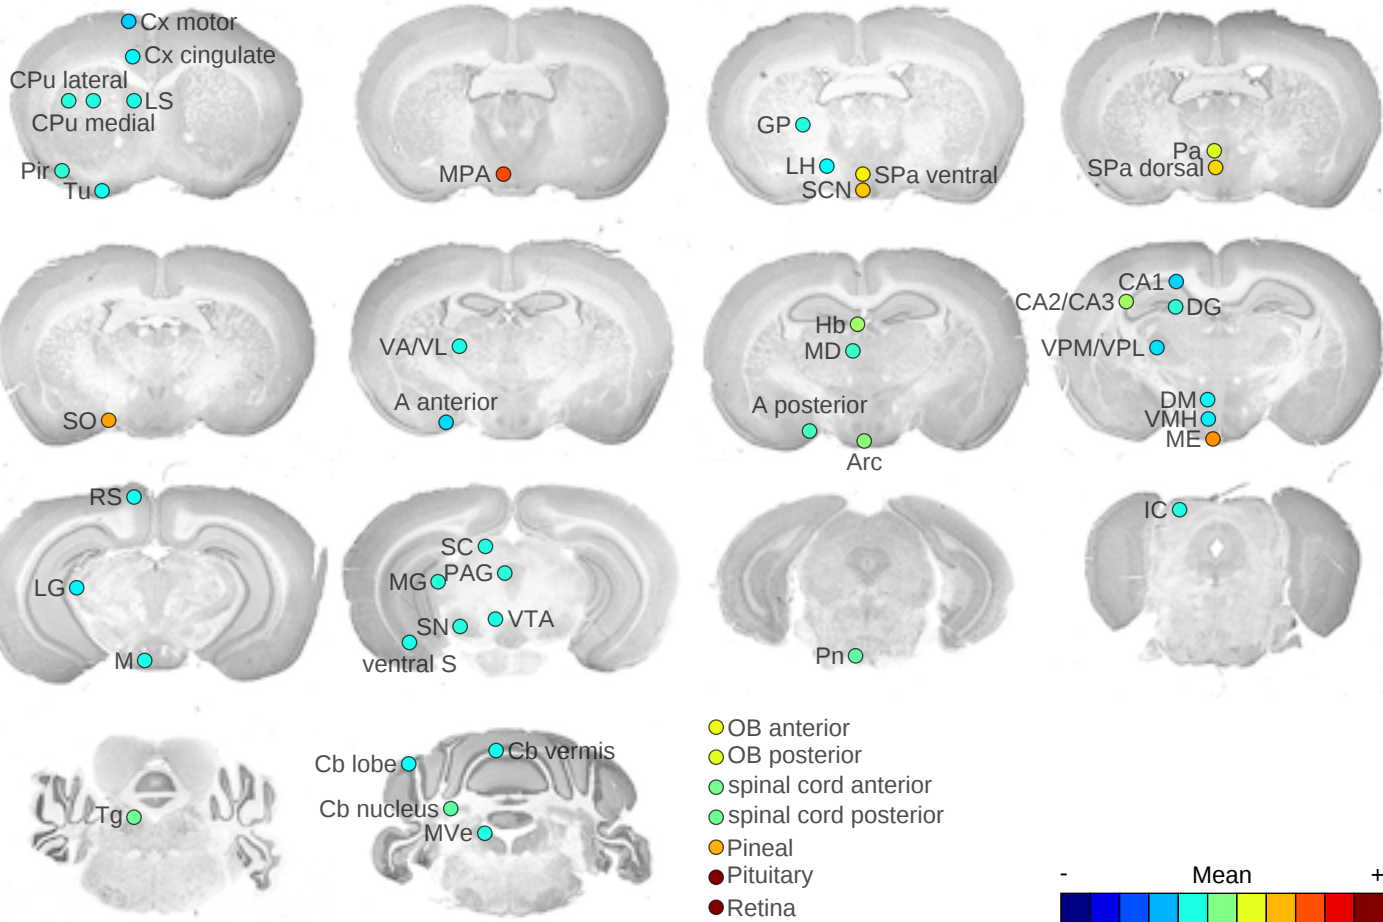 Cx motor
Cx cingulate
CPu lateral
LS
CPu medial
Pir
Tu
MPA
GP
LH
SPa ventral
SCN
Pa
SPa dorsal
SO
VA/VL
A anterior
Hb
MD
A posterior
Arc
CA1
CA2/CA3
DG
VPM/VPL
DM
VMH
ME
RS
LG
M
SC
PAG
MG
VTA
SN
ventral S
Pn
IC
Tg
Cb vermis
Cb lobe
Cb nucleus
MVe
OB anterior
OB posterior
spinal cord anterior
spinal cord posterior
Pineal
Pituitary
Retina
- Mean +